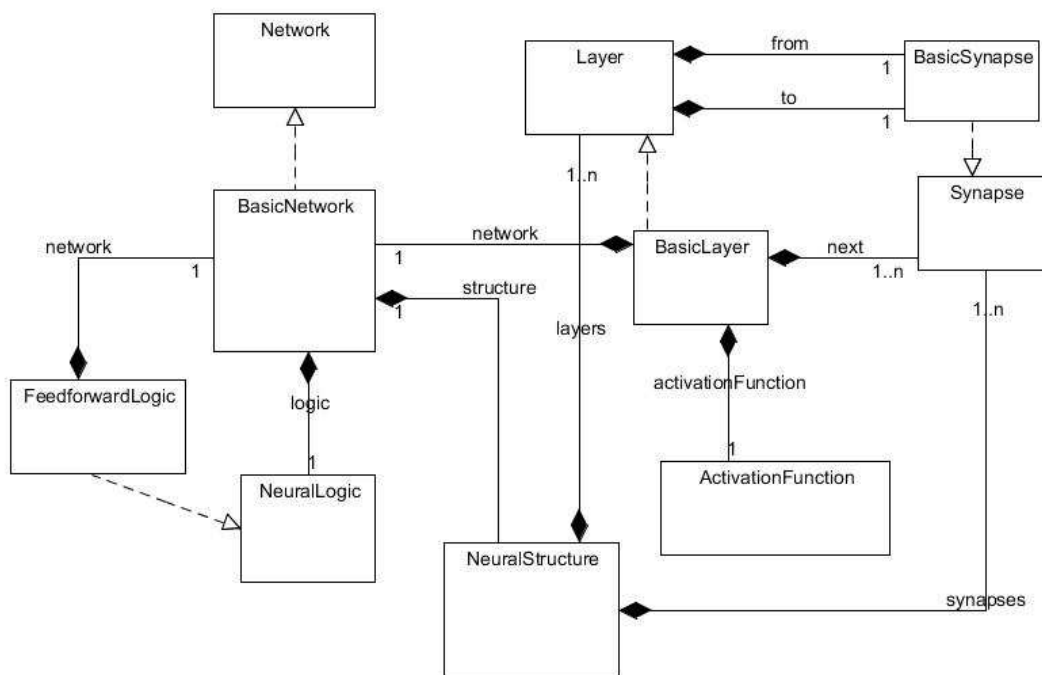 Network
Layer
from
1
BasicSynapse
to
1
1..n
Synapse
BasicNetwork
network
1
network
1
BasicLayer
next
1..n
structure
1
1..n
layers
FeedforwardLogic
logic
1
activationFunction
1
NeuralLogic
ActivationFunction
NeuralStructure
synapses